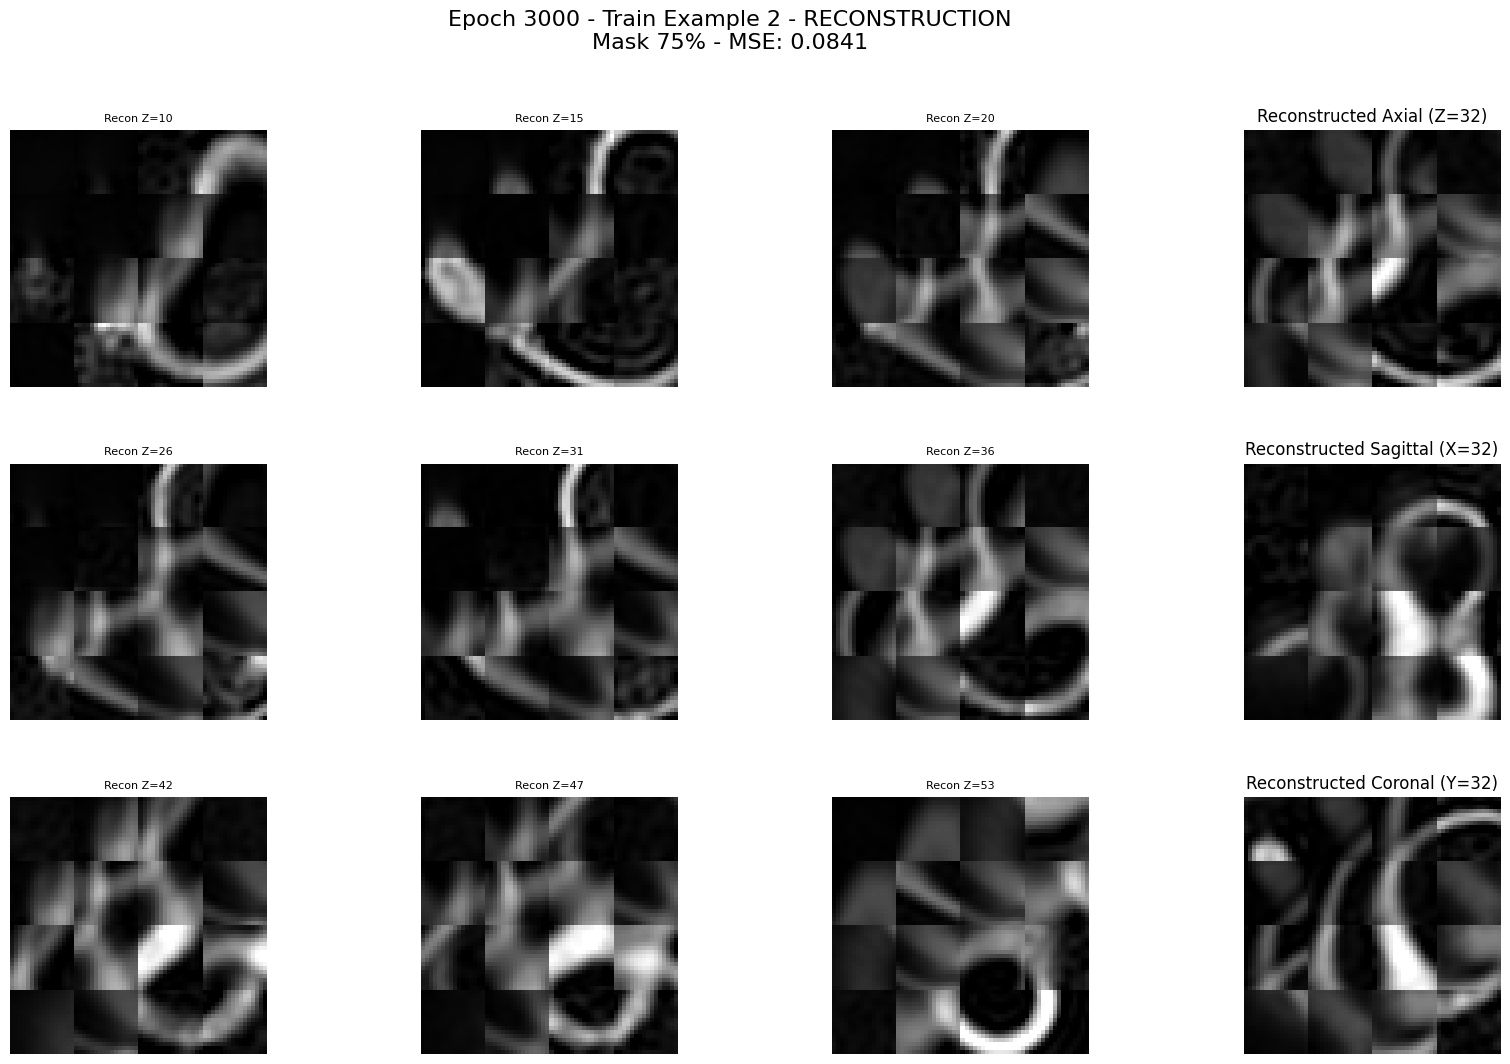 Epoch 3000 - Train Example 2 - RECONSTRUCTION
Mask 75% - MSE: 0.0841
Recon Z=10
Recon Z=15
Recon Z=20
Reconstructed Axial (Z=32)
Recon Z=26
Recon Z=31
Recon Z=36
Reconstructed Sagittal (X=32)
Recon Z=42
Recon Z=47
Recon Z=53
Reconstructed Coronal (Y=32)